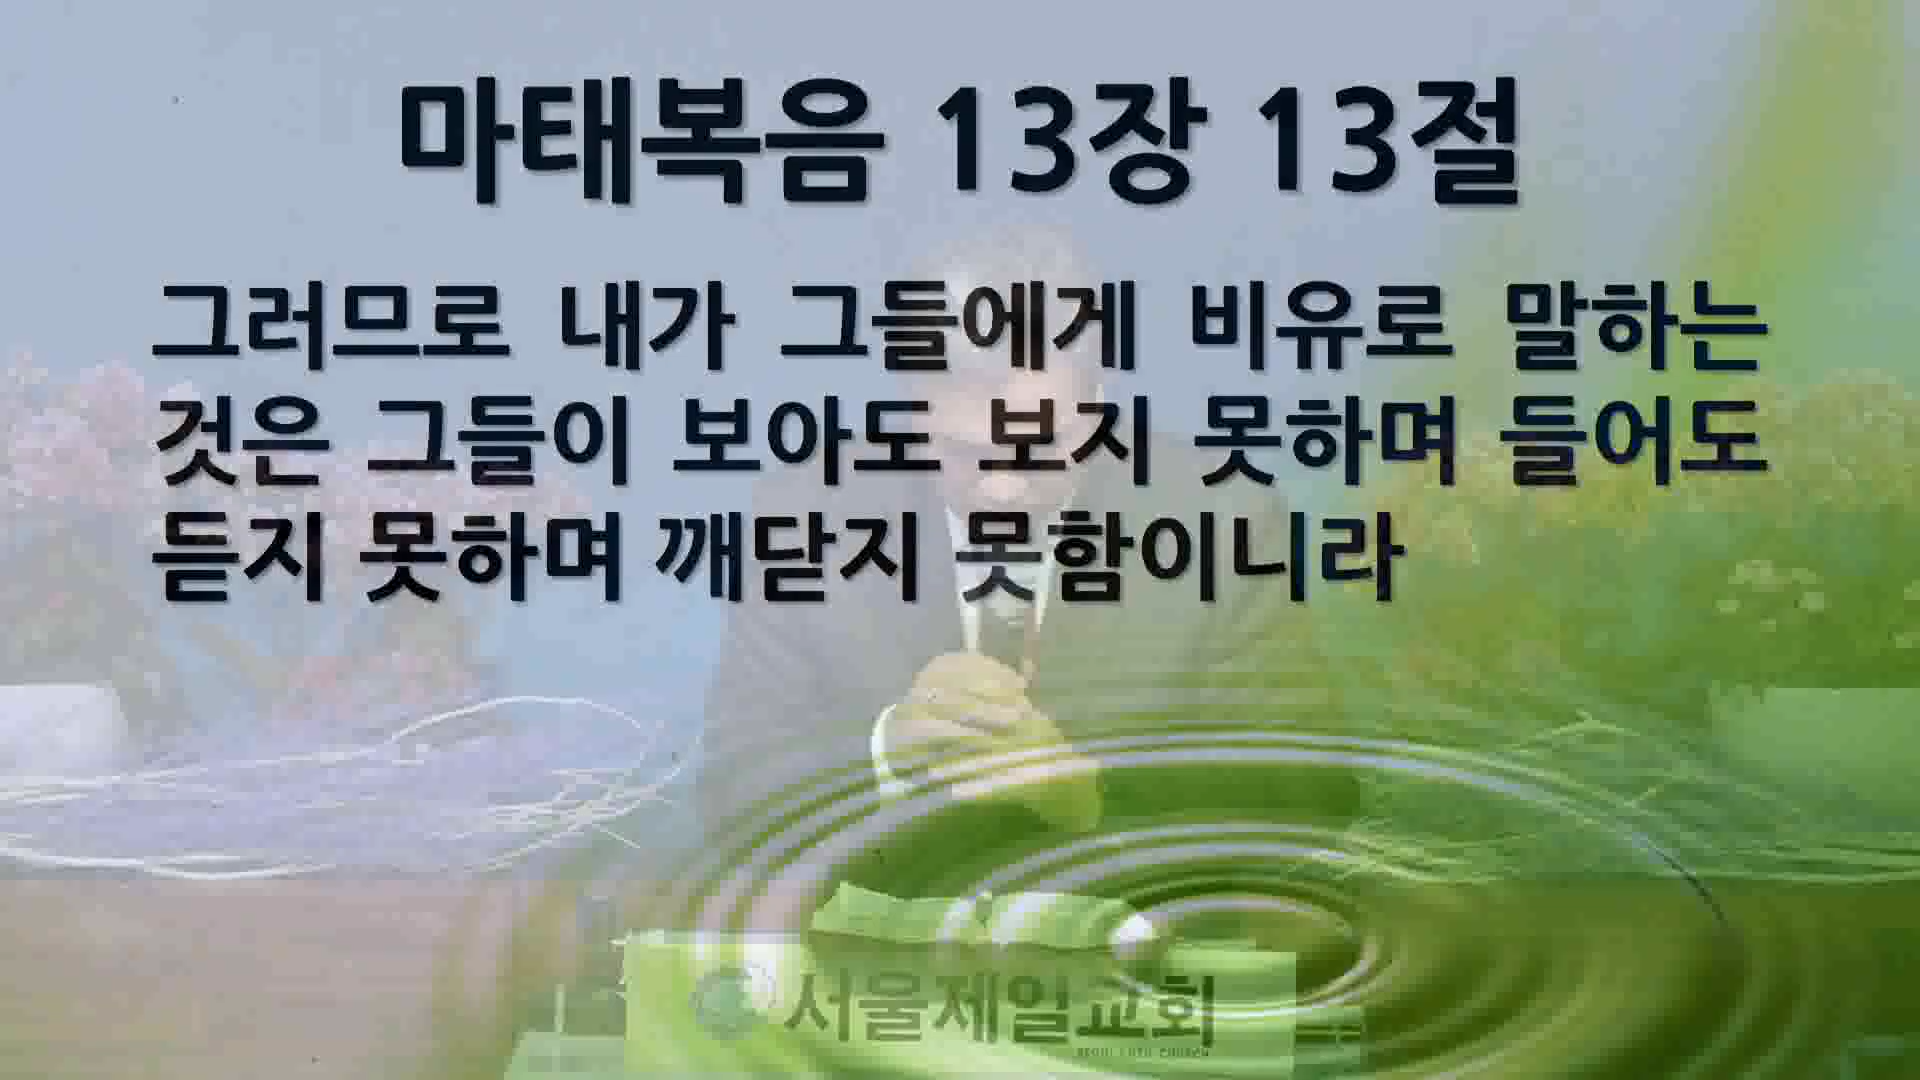 마태복음 13장 13절
그러므로 내가 그들에게 비유로 말하는
것은 그들이 보아도 보지 못하며 들어도
듣지 못하며 깨닫지 못함이니라
서울제일교회